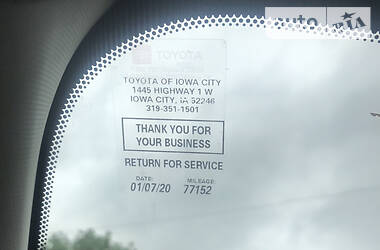 auto RIA
TOYOTA
TOYOTA OF IOWA CITY
1445 HIGHWAY 1 W
IOWA CITY, IA 52246
319-351-1501
THANK YOU FOR
YOUR BUSINESS
RETURN FOR SERVICE
DATE: MILEAGE:
01/07/20 77152